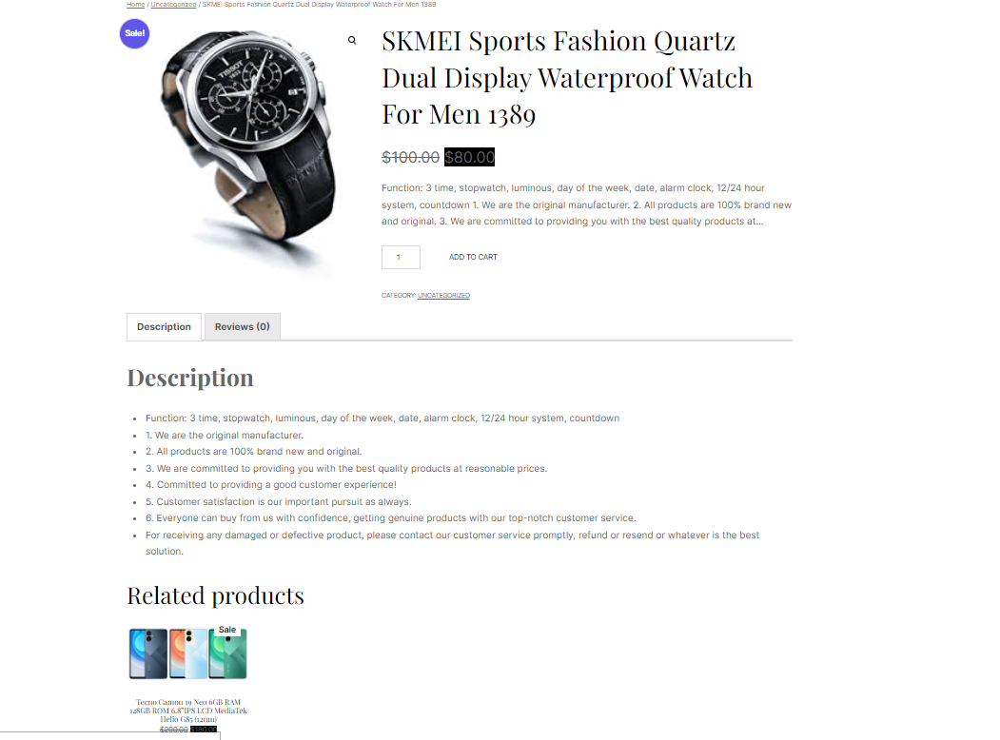 Home / Uncategorized / SKMEI Sports Fashion Quartz Dual Display Waterproof Watch For Men 1389
Sale!
TISSOT
1853
SKMEI Sports Fashion Quartz
Dual Display Waterproof Watch
For Men 1389
$100.00 $80.00
Function: 3 time, stopwatch, luminous, day of the week, date, alarm clock, 12/24 hour
system, countdown 1. We are the original manufacturer. 2. All products are 100% brand new
and original. 3. We are committed to providing you with the best quality products at...
1 ADD TO CART
CATEGORY: UNCATEGORIZED
Description Reviews (0)
Description
• Function: 3 time, stopwatch, luminous, day of the week, date, alarm clock, 12/24 hour system, countdown
• 1. We are the original manufacturer.
• 2. All products are 100% brand new and original.
• 3. We are committed to providing you with the best quality products at reasonable prices.
• 4. Committed to providing a good customer experience!
• 5. Customer satisfaction is our important pursuit as always.
• 6. Everyone can buy from us with confidence, getting genuine products with our top-notch customer service.
• For receiving any damaged or defective product, please contact our customer service promptly, refund or resend or whatever is the best
solution.
Related products
Sale
Tecno Camon 19 Neo 6GB RAM
128GB ROM 6.8"IPS LCD MediaTek
Helio G85 (12nm)
$200.00 $180.00